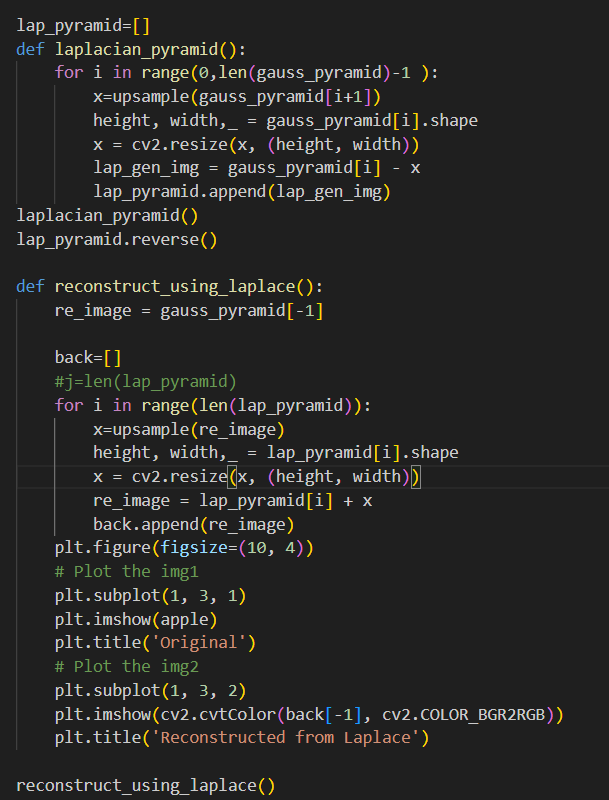 lap_pyramid=[]
def laplacian_pyramid():
    for i in range(0,len(gauss_pyramid)-1 ):
        x=upsample(gauss_pyramid[i+1])
        height, width,_ = gauss_pyramid[i].shape
        x = cv2.resize(x, (height, width))
        lap_gen_img = gauss_pyramid[i] - x
        lap_pyramid.append(lap_gen_img)
laplacian_pyramid()
lap_pyramid.reverse()

def reconstruct_using_laplace():
    re_image = gauss_pyramid[-1]

    back=[]
    #j=len(lap_pyramid)
    for i in range(len(lap_pyramid)):
        x=upsample(re_image)
        height, width,_ = lap_pyramid[i].shape
        x = cv2.resize(x, (height, width))
        re_image = lap_pyramid[i] + x
        back.append(re_image)
    plt.figure(figsize=(10, 4))
    # Plot the img1
    plt.subplot(1, 3, 1)
    plt.imshow(apple)
    plt.title('Original')
    # Plot the img2
    plt.subplot(1, 3, 2)
    plt.imshow(cv2.cvtColor(back[-1], cv2.COLOR_BGR2RGB))
    plt.title('Reconstructed from Laplace')

reconstruct_using_laplace()